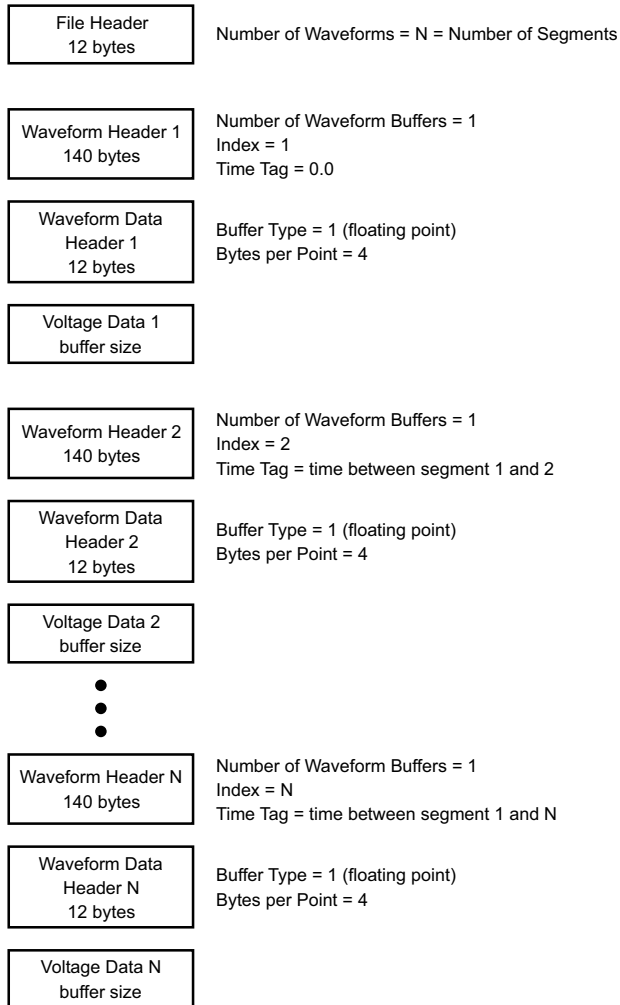 File Header
12 bytes
Number of Waveforms = N = Number of Segments
Waveform Header 1
140 bytes
Number of Waveform Buffers = 1
Index = 1
Time Tag = 0.0
Waveform Data
Header 1
12 bytes
Buffer Type = 1 (floating point)
Bytes per Point = 4
Voltage Data 1
buffer size
Waveform Header 2
140 bytes
Number of Waveform Buffers = 1
Index = 2
Time Tag = time between segment 1 and 2
Waveform Data
Header 2
12 bytes
Buffer Type = 1 (floating point)
Bytes per Point = 4
Voltage Data 2
buffer size
Waveform Header N
140 bytes
Number of Waveform Buffers = 1
Index = N
Time Tag = time between segment 1 and N
Waveform Data
Header N
12 bytes
Buffer Type = 1 (floating point)
Bytes per Point = 4
Voltage Data N
buffer size